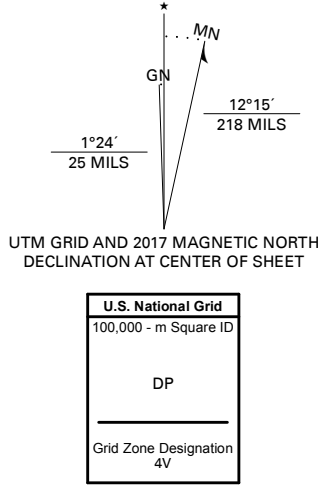 ★
MN
GN
1°24´
25 MILS
12°15´
218 MILS
UTM GRID AND 2017 MAGNETIC NORTH
DECLINATION AT CENTER OF SHEET
U.S. National Grid
100,000 - m Square ID
DP
Grid Zone Designation
4V